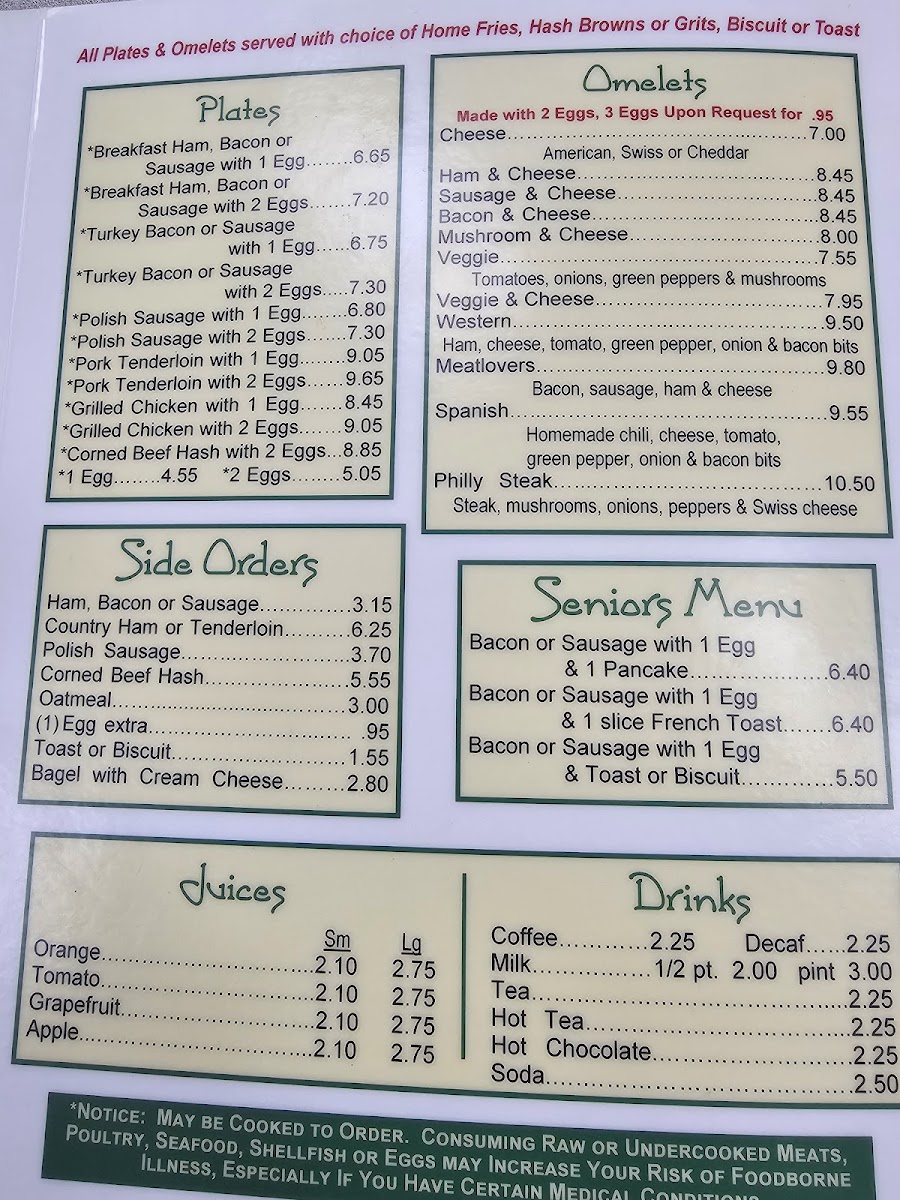 All Plates & Omelets served with choice of Home Fries, Hash Browns or Grits, Biscuit or Toast
Plates
*Breakfast Ham, Bacon or
Sausage with 1 Egg........6.65
*Breakfast Ham, Bacon or
Sausage with 2 Eggs.......7.20
*Turkey Bacon or Sausage
with 1 Egg......6.75
*Turkey Bacon or Sausage
with 2 Eggs.....7.30
*Polish Sausage with 1 Egg.......6.80
*Polish Sausage with 2 Eggs......7.30
*Pork Tenderloin with 1 Egg.......9.05
*Pork Tenderloin with 2 Eggs......9.65
*Grilled Chicken with 1 Egg.......8.45
*Grilled Chicken with 2 Eggs.......9.05
*Corned Beef Hash with 2 Eggs...8.85
*1 Egg........4.55 *2 Eggs........5.05
Omelets
Made with 2 Eggs, 3 Eggs Upon Request for .95
Cheese...............................................7.00
American, Swiss or Cheddar
Ham & Cheese....................................8.45
Sausage & Cheese..............................8.45
Bacon & Cheese.................................8.45
Mushroom & Cheese...........................8.00
Veggie................................................7.55
Tomatoes, onions, green peppers & mushrooms
Veggie & Cheese.................................7.95
Western..............................................9.50
Ham, cheese, tomato, green pepper, onion & bacon bits
Meatlovers..........................................9.80
Bacon, sausage, ham & cheese
Spanish..............................................9.55
Homemade chili, cheese, tomato,
green pepper, onion & bacon bits
Philly Steak.......................................10.50
Steak, mushrooms, onions, peppers & Swiss cheese
Side Orders
Ham, Bacon or Sausage..............3.15
Country Ham or Tenderloin..........6.25
Polish Sausage..........................3.70
Corned Beef Hash......................5.55
Oatmeal....................................3.00
(1) Egg extra................................ .95
Toast or Biscuit..........................1.55
Bagel with Cream Cheese.........2.80
Seniors Menu
Bacon or Sausage with 1 Egg
& 1 Pancake.....................6.40
Bacon or Sausage with 1 Egg
& 1 slice French Toast.......6.40
Bacon or Sausage with 1 Egg
& Toast or Biscuit..............5.50
Juices
Sm Lg
Orange.................................2.10 2.75
Tomato.................................2.10 2.75
Grapefruit..............................2.10 2.75
Apple....................................2.10 2.75
Drinks
Coffee............2.25 Decaf......2.25
Milk................1/2 pt. 2.00 pint 3.00
Tea................................................2.25
Hot Tea.........................................2.25
Hot Chocolate...............................2.25
Soda.............................................2.50
*NOTICE: MAY BE COOKED TO ORDER. CONSUMING RAW OR UNDERCOOKED MEATS,
POULTRY, SEAFOOD, SHELLFISH OR EGGS MAY INCREASE YOUR RISK OF FOODBORNE
ILLNESS, ESPECIALLY IF YOU HAVE CERTAIN MEDICAL CONDITIONS.